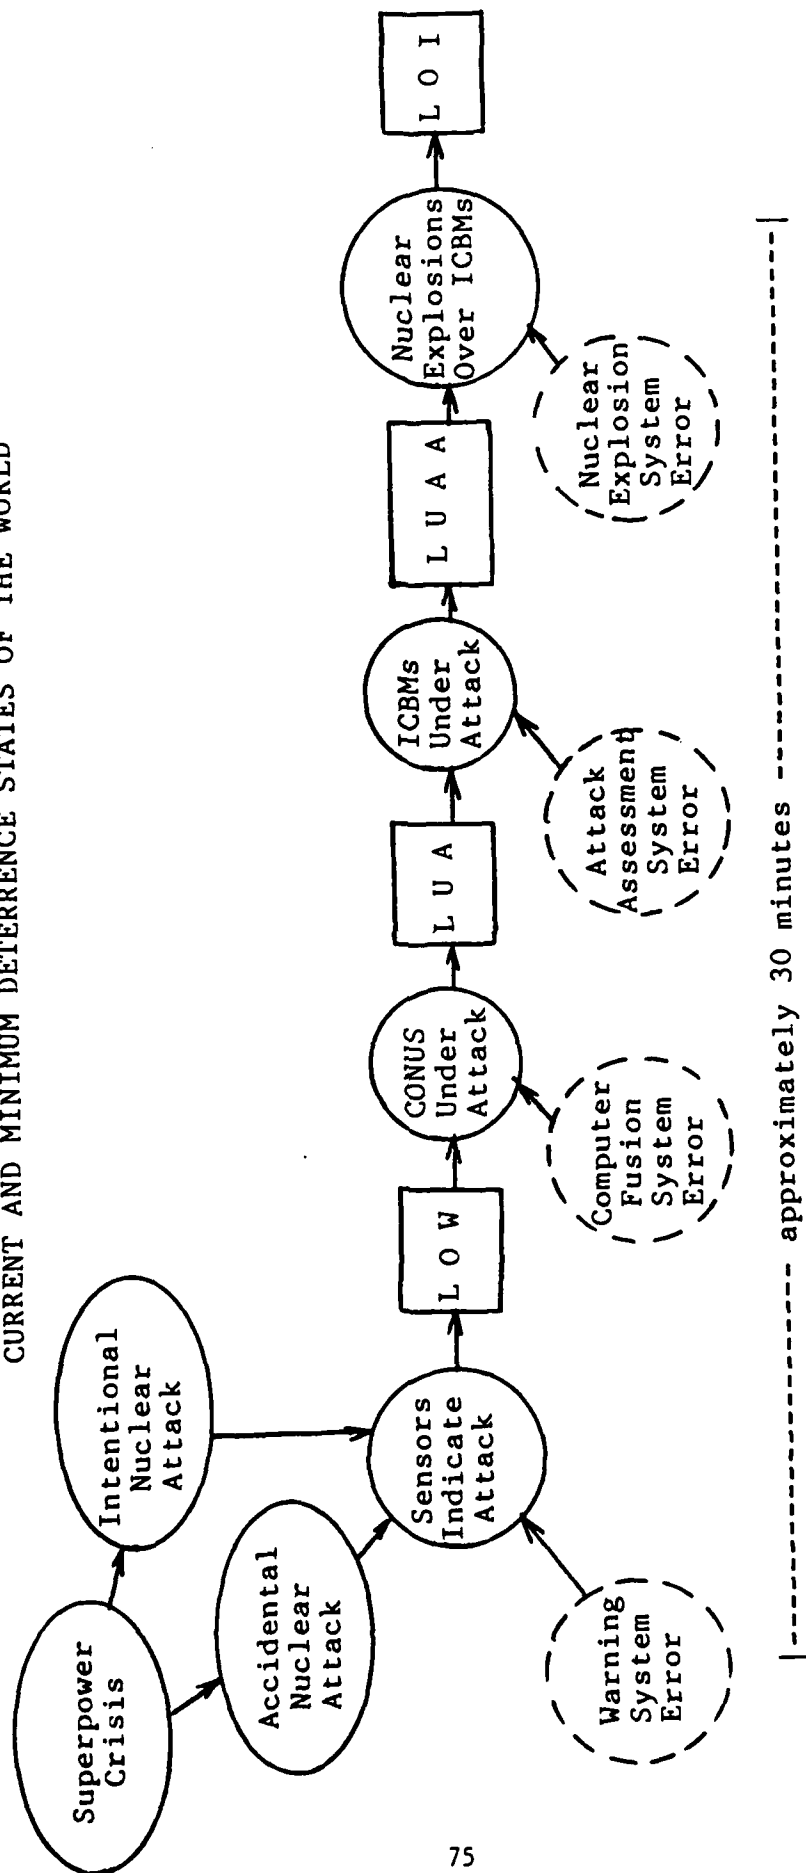 CURRENT AND MINIMUM DETERRENCE STATES OF THE WORLD
Superpower
Crisis
Intentional
Nuclear
Attack
Accidental
Nuclear
Attack
Sensors
Indicate
Attack
Warning
System
Error
L O W
CONUS
Under
Attack
Computer
Fusion
System
Error
L U A
ICBMs
Under
Attack
Attack
Assessment
System
Error
L U A A
Nuclear
Explosions
Over ICBMs
Nuclear
Explosion
System
Error
L O I
|--------------------- approximately 30 minutes ---------------------|
75